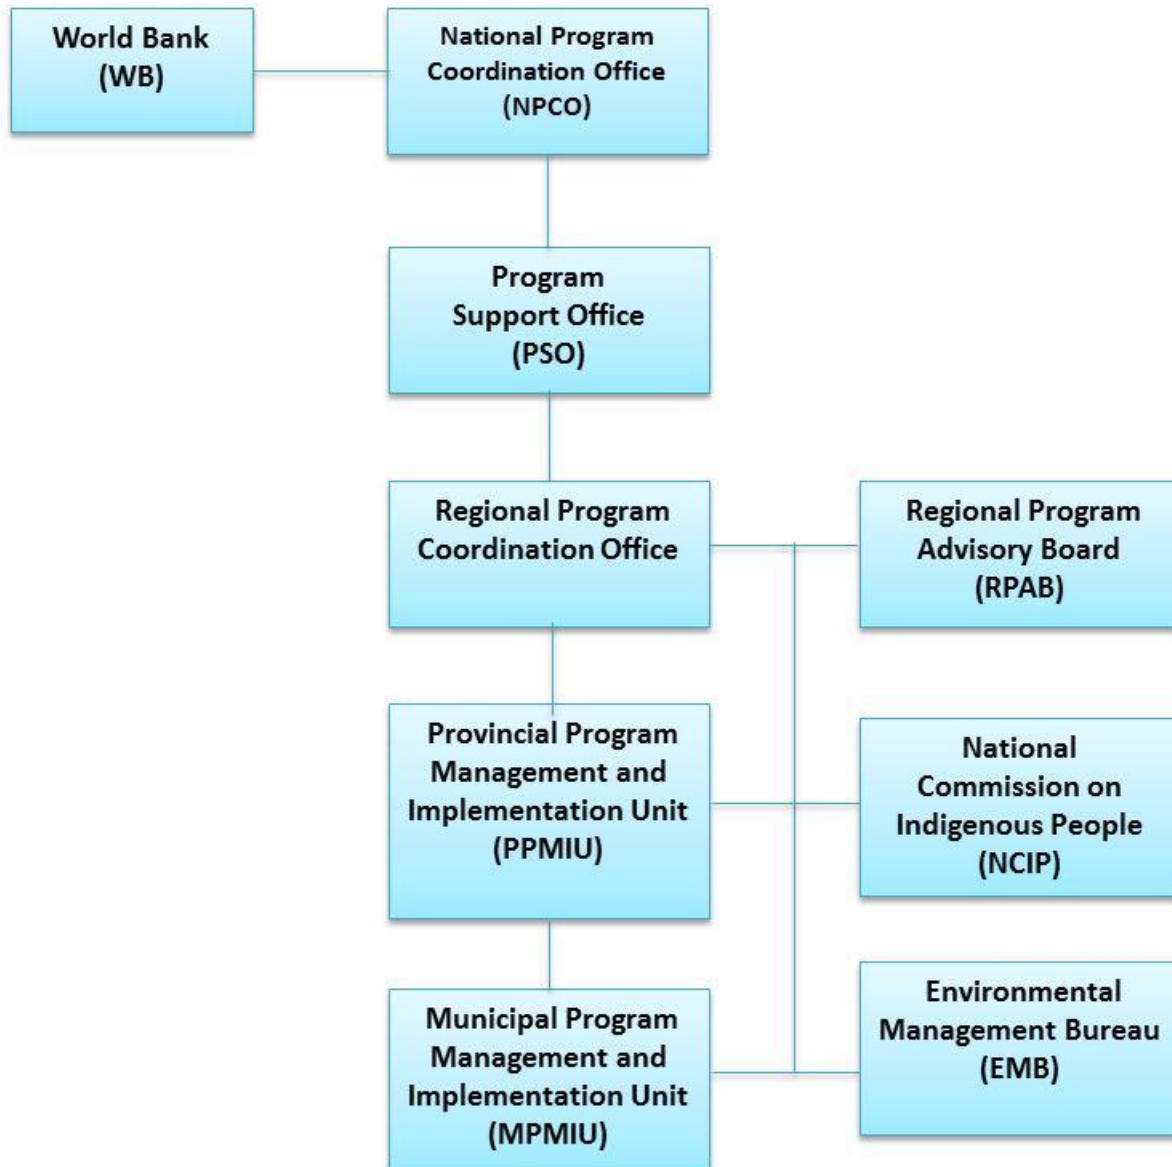 World Bank
(WB)
National Program
Coordination Office
(NPCO)
Program
Support Office
(PSO)
Regional Program
Coordination Office
Regional Program
Advisory Board
(RPAB)
Provincial Program
Management and
Implementation Unit
(PPMIU)
National
Commission on
Indigenous People
(NCIP)
Municipal Program
Management and
Implementation Unit
(MPMIU)
Environmental
Management Bureau
(EMB)